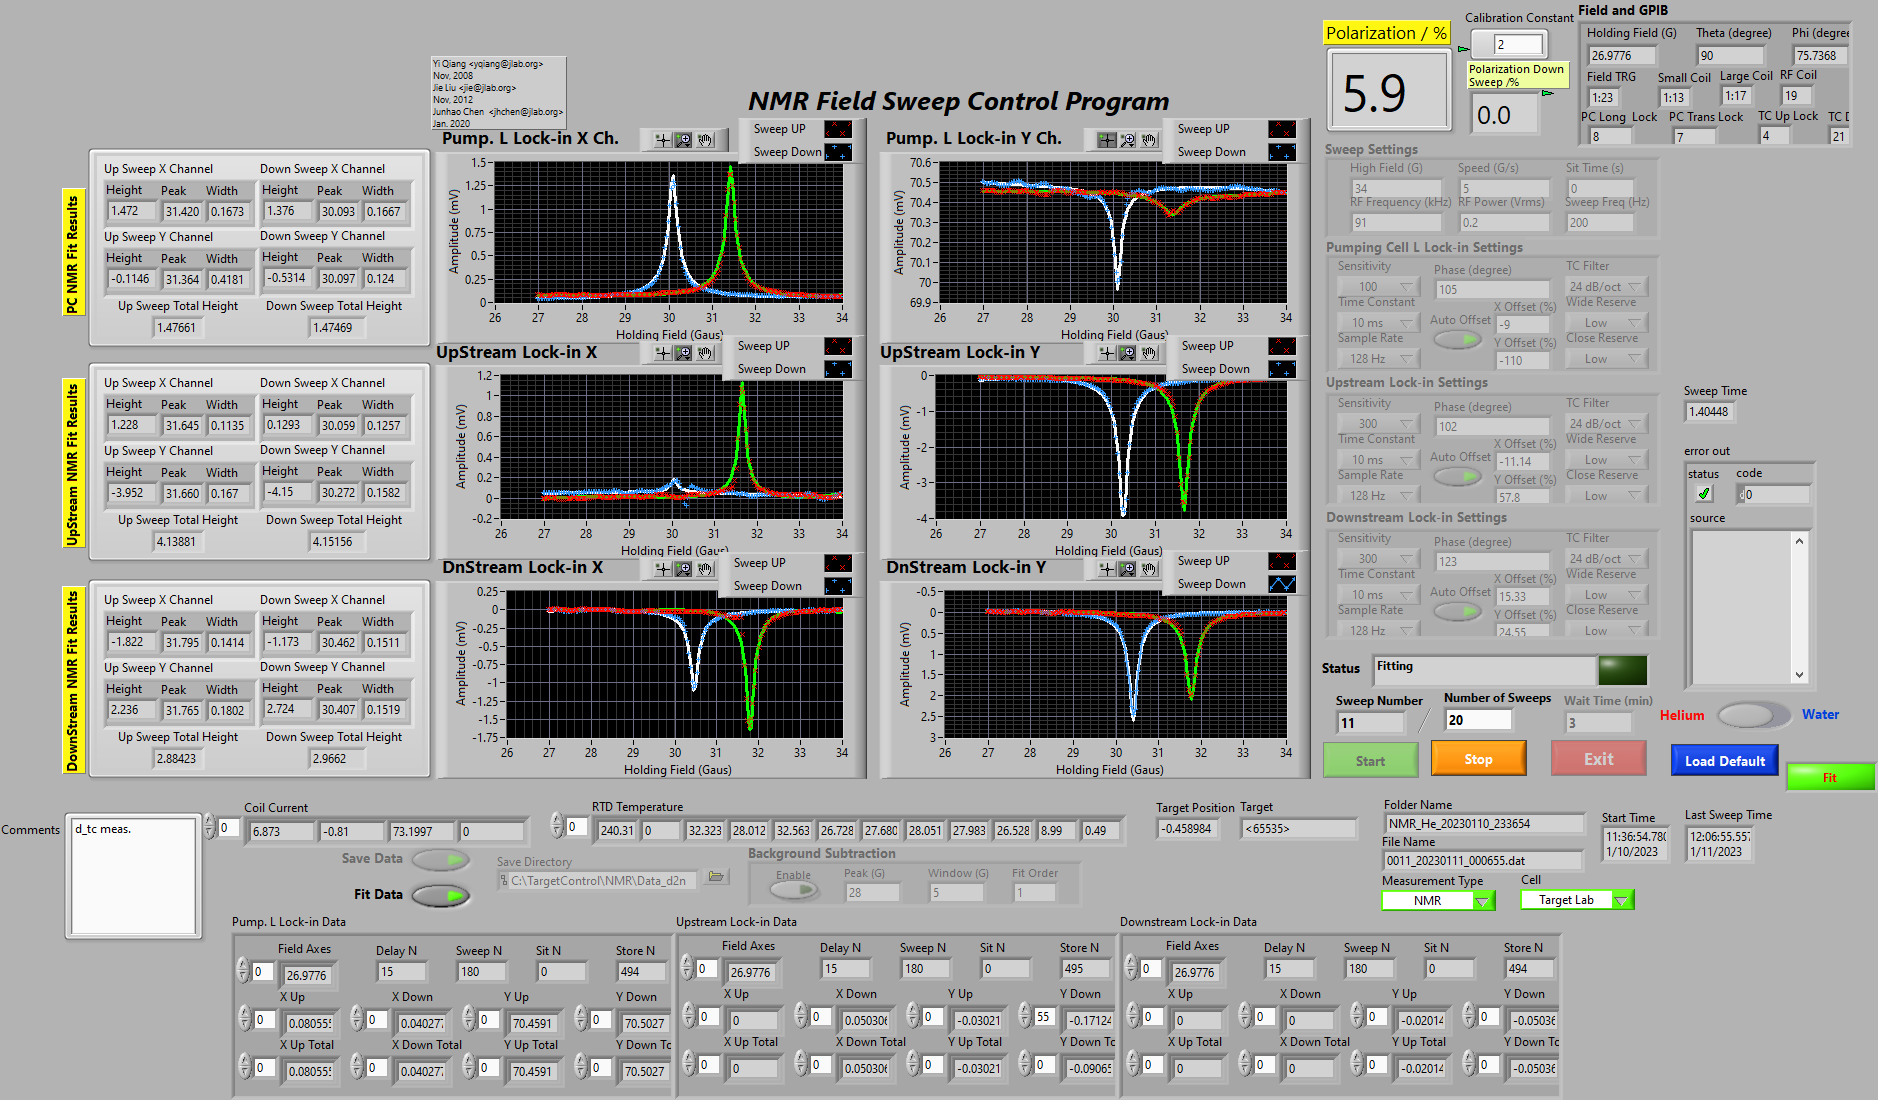 Yi Qiang <yqiang@jlab.org>
Nov, 2008
Jie Liu <jie@jlab.org>
Nov, 2012
Junhao Chen <jhchen@jlab.org>
Jan. 2020
NMR Field Sweep Control Program
Polarization / %
5.9
Calibration Constant
2
Polarization Down
Sweep /%
0.0
Field and GPIB
Holding Field (G) Theta (degree) Phi (degree
26.9776 90 75.7368
Field TRG Small Coil Large Coil RF Coil
1:23 1:13 1:17 19
PC Long Lock PC Trans Lock TC Up Lock TC D
8 7 4 21
PC NMR Fit Results
Up Sweep X Channel Down Sweep X Channel
Height Peak Width Height Peak Width
1.472 31.420 0.1673 1.376 30.093 0.1667
Up Sweep Y Channel Down Sweep Y Channel
Height Peak Width Height Peak Width
-0.1146 31.364 0.4181 -0.5314 30.097 0.124
Up Sweep Total Height Down Sweep Total Height
1.47661 1.47469
UpStream NMR Fit Results
Up Sweep X Channel Down Sweep X Channel
Height Peak Width Height Peak Width
1.228 31.645 0.1135 0.1293 30.059 0.1257
Up Sweep Y Channel Down Sweep Y Channel
Height Peak Width Height Peak Width
-3.952 31.660 0.167 -4.15 30.272 0.1582
Up Sweep Total Height Down Sweep Total Height
4.13881 4.15156
DownStream NMR Fit Results
Up Sweep X Channel Down Sweep X Channel
Height Peak Width Height Peak Width
-1.822 31.795 0.1414 -1.173 30.462 0.1511
Up Sweep Y Channel Down Sweep Y Channel
Height Peak Width Height Peak Width
2.236 31.765 0.1802 2.724 30.407 0.1519
Up Sweep Total Height Down Sweep Total Height
2.88423 2.9662
Pump. L Lock-in X Ch.
Sweep UP
Sweep Down
Amplitude (mV)
1.5
1.25
1
0.75
0.5
0.25
0
26 27 28 29 30 31 32 33 34
Holding Field (Gaus)
Pump. L Lock-in Y Ch.
Sweep UP
Sweep Down
Amplitude (mV)
70.6
70.5
70.4
70.3
70.2
70.1
70
69.9
26 27 28 29 30 31 32 33 34
Holding Field (Gaus)
UpStream Lock-in X
Sweep UP
Sweep Down
Amplitude (mV)
1.2
1
0.8
0.6
0.4
0.2
0
-0.2
26 27 28 29 30 31 32 33 34
Holding Field (Gaus)
UpStream Lock-in Y
Sweep UP
Sweep Down
Amplitude (mV)
0
-1
-2
-3
-4
26 27 28 29 30 31 32 33 34
Holding Field (Gaus)
DnStream Lock-in X
Sweep UP
Sweep Down
Amplitude (mV)
0.25
0
-0.25
-0.5
-0.75
-1
-1.25
-1.5
-1.75
26 27 28 29 30 31 32 33 34
Holding Field (Gaus)
DnStream Lock-in Y
Sweep UP
Sweep Down
Amplitude (mV)
-0.5
0
0.5
1
1.5
2
2.5
3
26 27 28 29 30 31 32 33 34
Holding Field (Gaus)
Sweep Settings
High Field (G) Speed (G/s) Sit Time (s)
34 5 0
RF Frequency (kHz) RF Power (Vrms) Sweep Freq (Hz)
91 0.2 200
Pumping Cell L Lock-in Settings
Sensitivity Phase (degree) TC Filter
100 105 24 dB/oct
Time Constant X Offset (%) Wide Reserve
10 ms Auto Offset -9 Low
Sample Rate Y Offset (%) Close Reserve
128 Hz -110 Low
Upstream Lock-in Settings
Sensitivity Phase (degree) TC Filter
300 102 24 dB/oct
Time Constant X Offset (%) Wide Reserve
10 ms Auto Offset -11.14 Low
Sample Rate Y Offset (%) Close Reserve
128 Hz 57.8 Low
Downstream Lock-in Settings
Sensitivity Phase (degree) TC Filter
300 123 24 dB/oct
Time Constant X Offset (%) Wide Reserve
10 ms Auto Offset 15.33 Low
Sample Rate Y Offset (%) Close Reserve
128 Hz 24.55 Low
Sweep Time
1.40448
error out
status code
0
source
Status Fitting
Sweep Number Number of Sweeps Wait Time (min)
11 / 20 3
Helium Water
Start Stop Exit Load Default Fit
Comments
d_tc meas.
Coil Current
0 6.873 -0.81 73.1997 0
RTD Temperature
0 240.31 0 32.323 28.012 32.563 26.728 27.680 28.051 27.983 26.528 8.99 0.49
Target Position Target
-0.458984 <65535>
Folder Name
NMR_He_20230110_233654
File Name
0011_20230111_000655.dat
Start Time
11:36:54.780
1/10/2023
Last Sweep Time
12:06:55.557
1/11/2023
Measurement Type Cell
NMR Target Lab
Save Data
Fit Data
Save Directory
C:\TargetControl\NMR\Data_d2n
Background Subtraction
Enable Peak (G) Window (G) Fit Order
28 5 1
Pump. L Lock-in Data
Field Axes Delay N Sweep N Sit N Store N
0 26.9776 15 180 0 494
X Up X Down Y Up Y Down
0 0.080555 0 0.040277 0 70.4591 0 70.5027
X Up Total X Down Total Y Up Total Y Down To
0 0.080555 0 0.040277 0 70.4591 0 70.5027
Upstream Lock-in Data
Field Axes Delay N Sweep N Sit N Store N
0 26.9776 15 180 0 495
X Up X Down Y Up Y Down
0 0 0 0.050306 0 -0.03021 55 -0.17124
X Up Total X Down Total Y Up Total Y Down To
0 0 0 0.050306 0 -0.03021 0 -0.09065
Downstream Lock-in Data
Field Axes Delay N Sweep N Sit N Store N
0 26.9776 15 180 0 494
X Up X Down Y Up Y Down
0 0 0 0 0 -0.02014 0 -0.05036
X Up Total X Down Total Y Up Total Y Down To
0 0 0 0 0 -0.02014 0 -0.05036